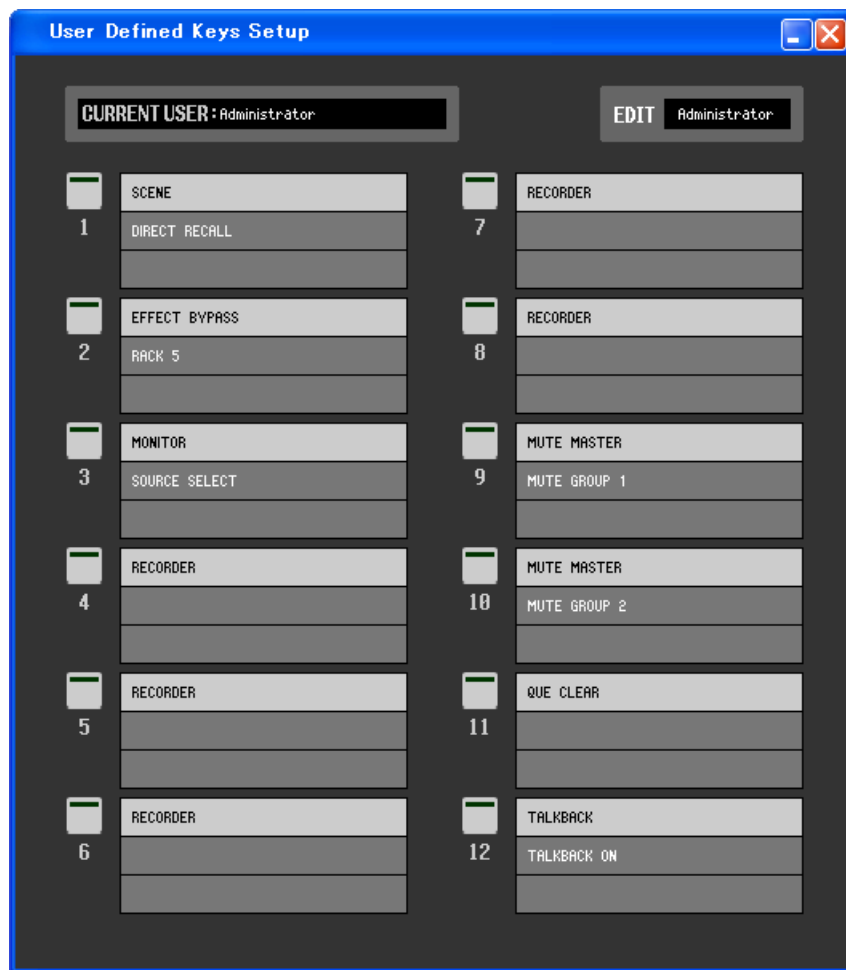 User Defined Keys Setup
CURRENT USER: Administrator
EDIT Administrator
1
SCENE
DIRECT RECALL
2
EFFECT BYPASS
RACK 5
3
MONITOR
SOURCE SELECT
4
RECORDER
5
RECORDER
6
RECORDER
7
RECORDER
8
RECORDER
9
MUTE MASTER
MUTE GROUP 1
10
MUTE MASTER
MUTE GROUP 2
11
QUE CLEAR
12
TALKBACK
TALKBACK ON